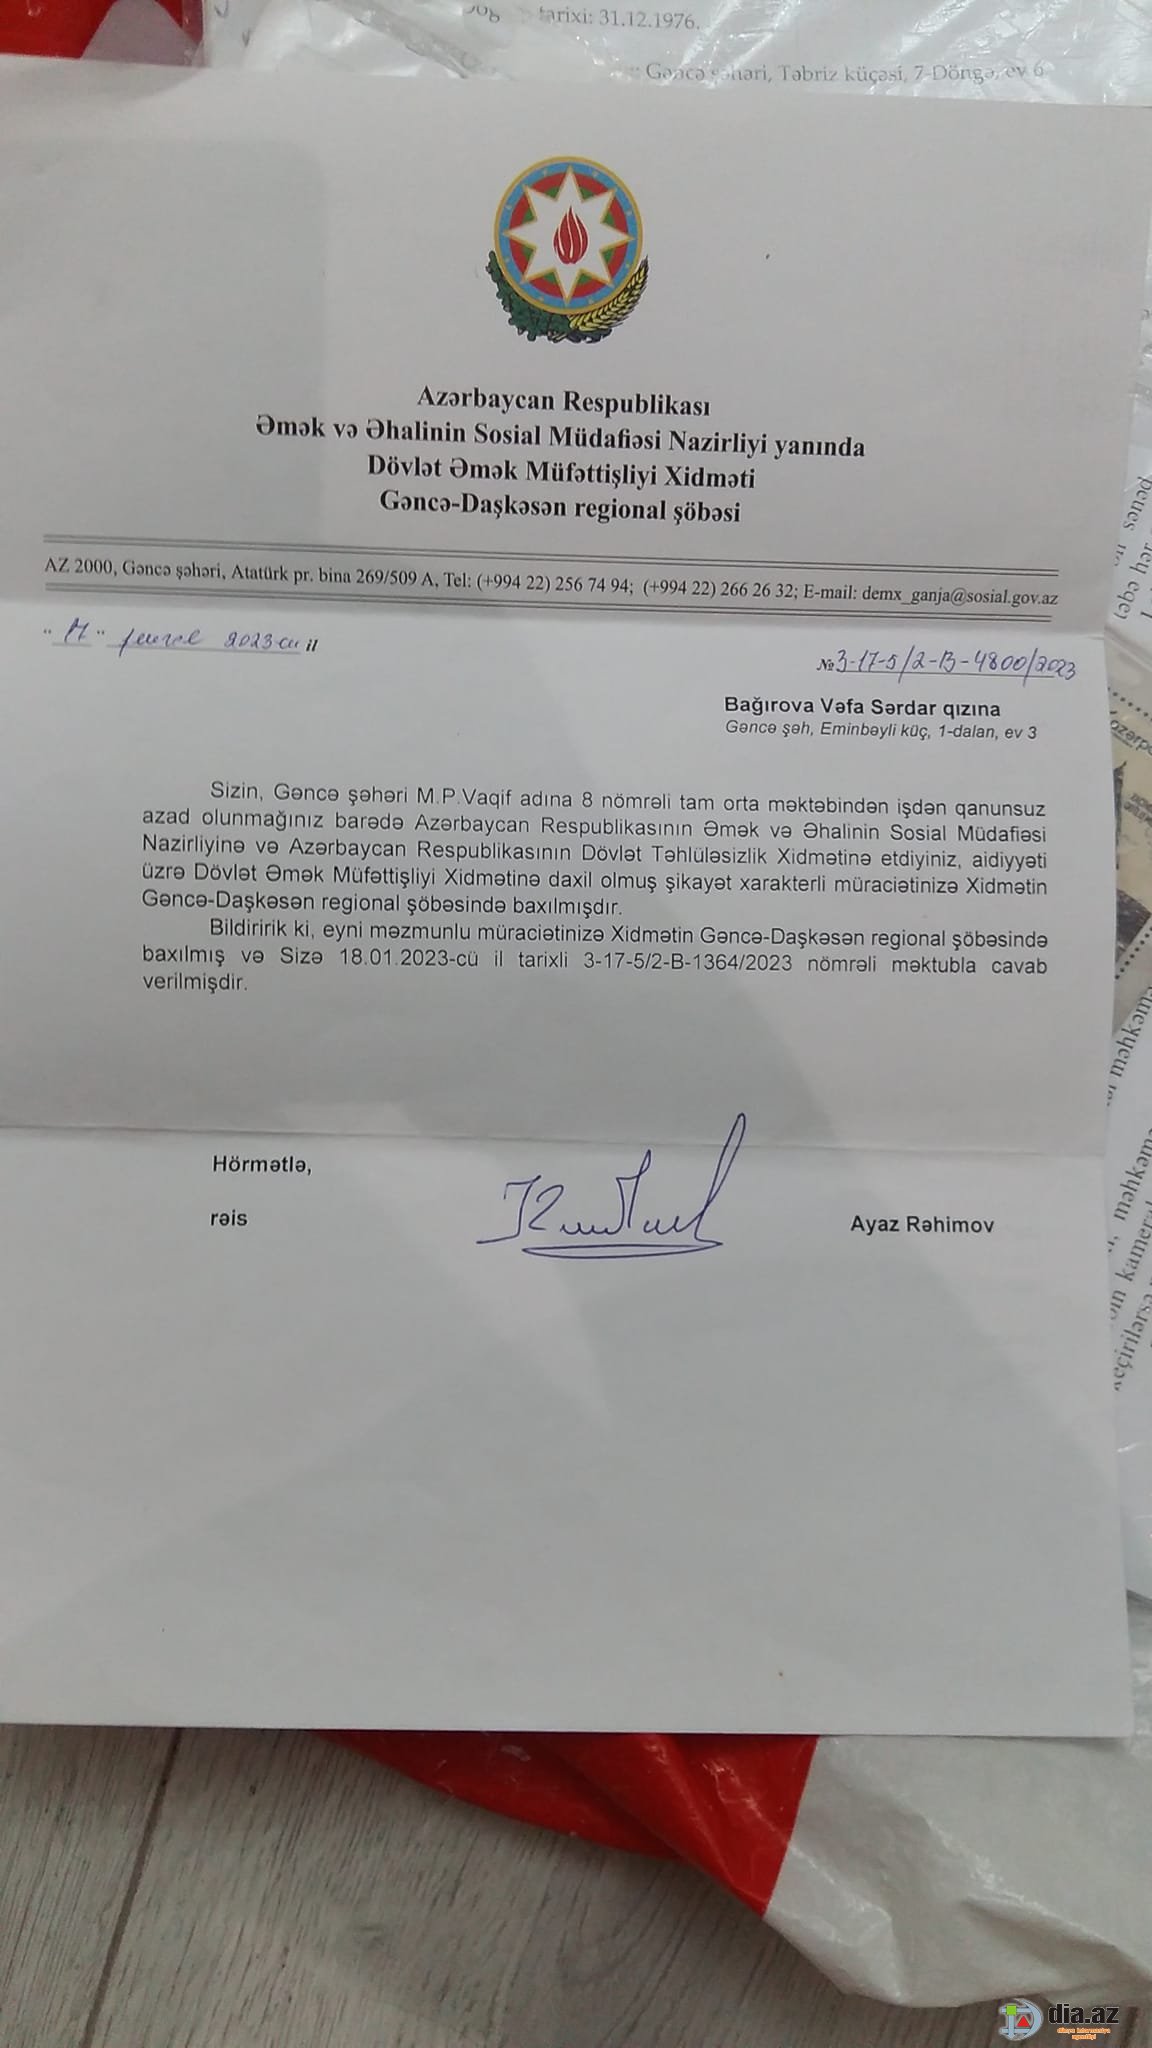 tarixi: 31.12.1976.
Gəncə şəhəri, Təbriz küçəsi, 7-Döngə, ev 6
Azərbaycan Respublikası
Əmək və Əhalinin Sosial Müdafiəsi Nazirliyi yanında
Dövlət Əmək Müfəttişliyi Xidməti
Gəncə-Daşkəsən regional şöbəsi
AZ 2000, Gəncə şəhəri, Atatürk pr. bina 269/509 A, Tel: (+994 22) 256 74 94; (+994 22) 266 26 32; E-mail: demx_ganja@sosial.gov.az
2023-cü il
№3-17-5/2-B-4800/2023
Bağırova Vəfa Sərdar qızına
Gəncə şəh, Eminbəyli küç, 1-dalan, ev 3
Sizin, Gəncə şəhəri M.P.Vaqif adına 8 nömrəli tam orta məktəbindən işdən qanunsuz
azad olunmağınız barədə Azərbaycan Respublikasının Əmək və Əhalinin Sosial Müdafiəsi
Nazirliyinə və Azərbaycan Respublikasının Dövlət Təhlüləsizlik Xidmətinə etdiyiniz, aidiyyəti
üzrə Dövlət Əmək Müfəttişliyi Xidmətinə daxil olmuş şikayət xarakterli müraciətinizə Xidmətin
Gəncə-Daşkəsən regional şöbəsində baxılmışdır.
Bildiririk ki, eyni məzmunlu müraciətinizə Xidmətin Gəncə-Daşkəsən regional şöbəsində
baxılmış və Sizə 18.01.2023-cü il tarixli 3-17-5/2-B-1364/2023 nömrəli məktubla cavab
verilmişdir.
Hörmətlə,
rəis
Ayaz Rəhimov
dia.az